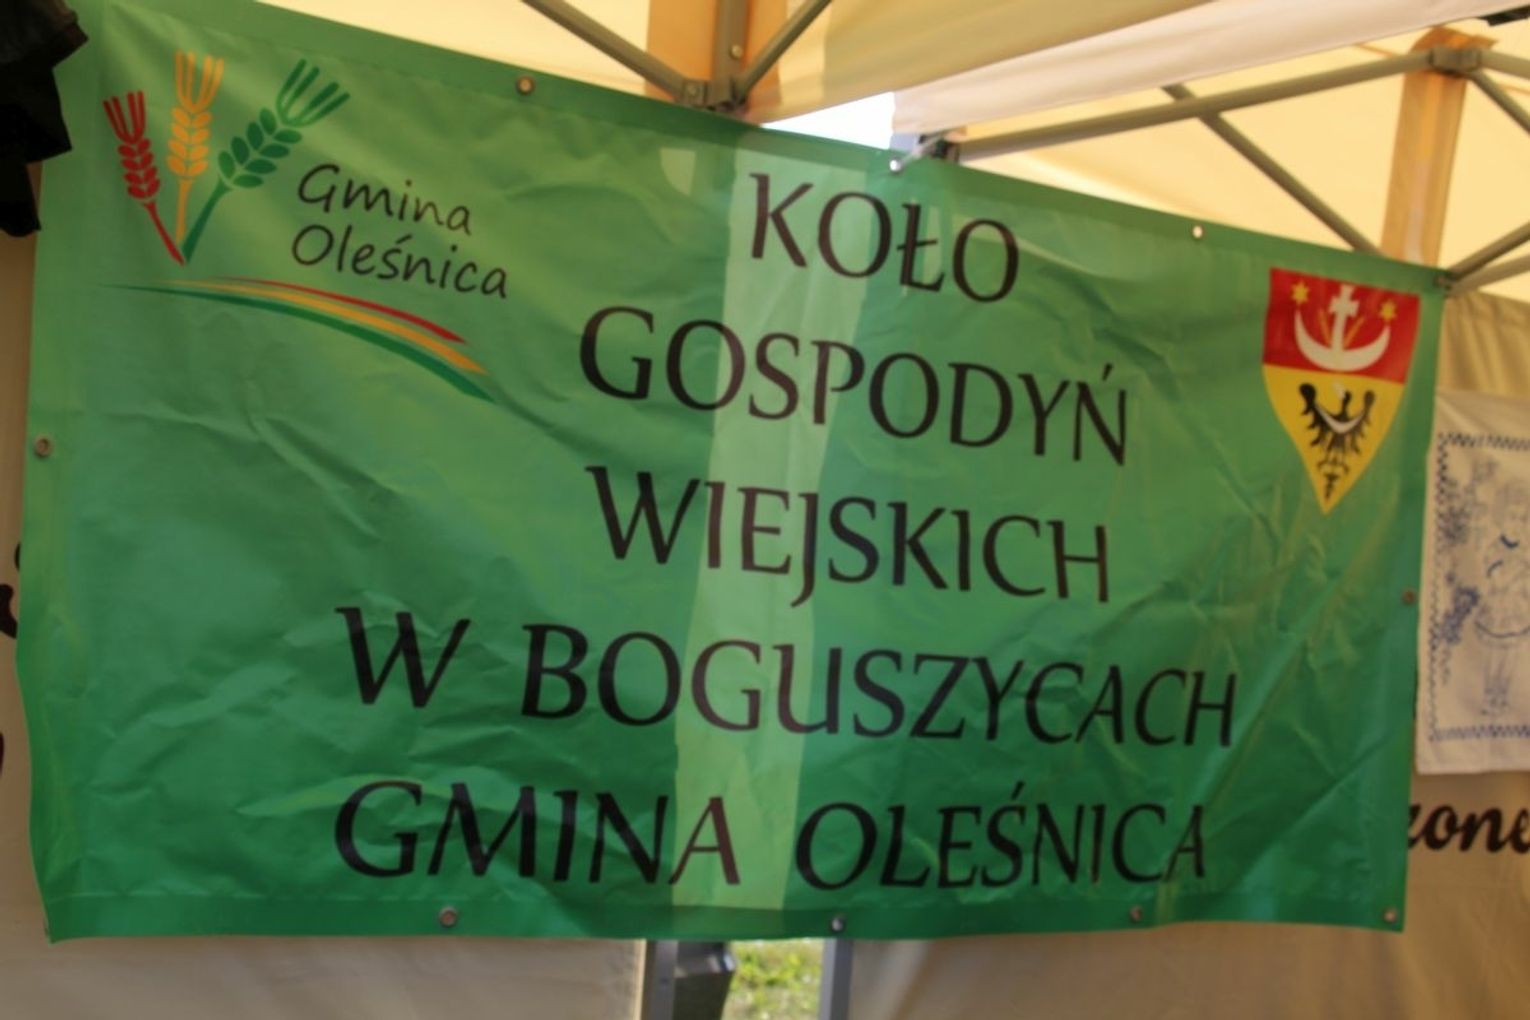 Gmina
Oleśnica
KOŁO
GOSPODYŃ
WIEJSKICH
W BOGUSZYCACH
GMINA OLEŚNICA